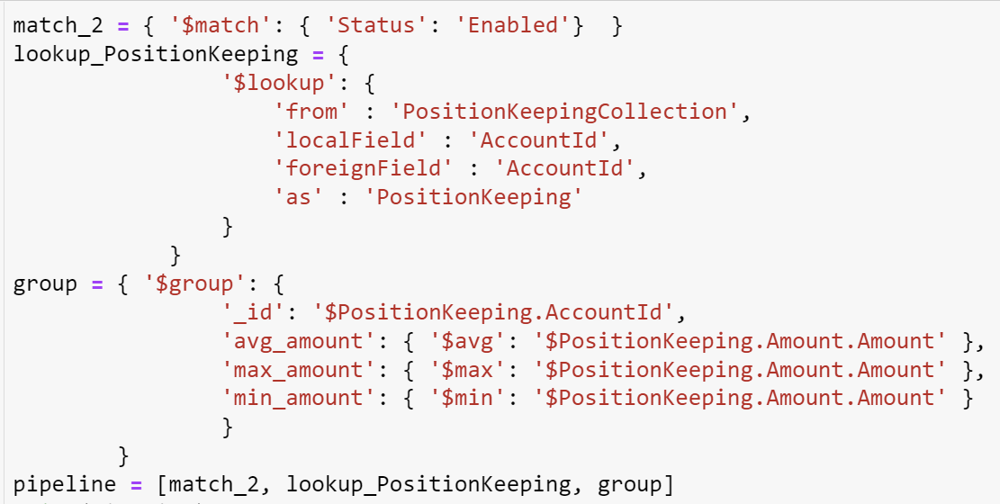 match_2 = { '$match': { 'Status': 'Enabled'}  }
lookup_PositionKeeping = {
                '$lookup': {
                    'from' : 'PositionKeepingCollection',
                    'localField' : 'AccountId',
                    'foreignField' : 'AccountId',
                    'as' : 'PositionKeeping'
                }
            }
group = { '$group': {
                '_id': '$PositionKeeping.AccountId',
                'avg_amount': { '$avg': '$PositionKeeping.Amount.Amount' },
                'max_amount': { '$max': '$PositionKeeping.Amount.Amount' },
                'min_amount': { '$min': '$PositionKeeping.Amount.Amount' }
                }
        }
pipeline = [match_2, lookup_PositionKeeping, group]